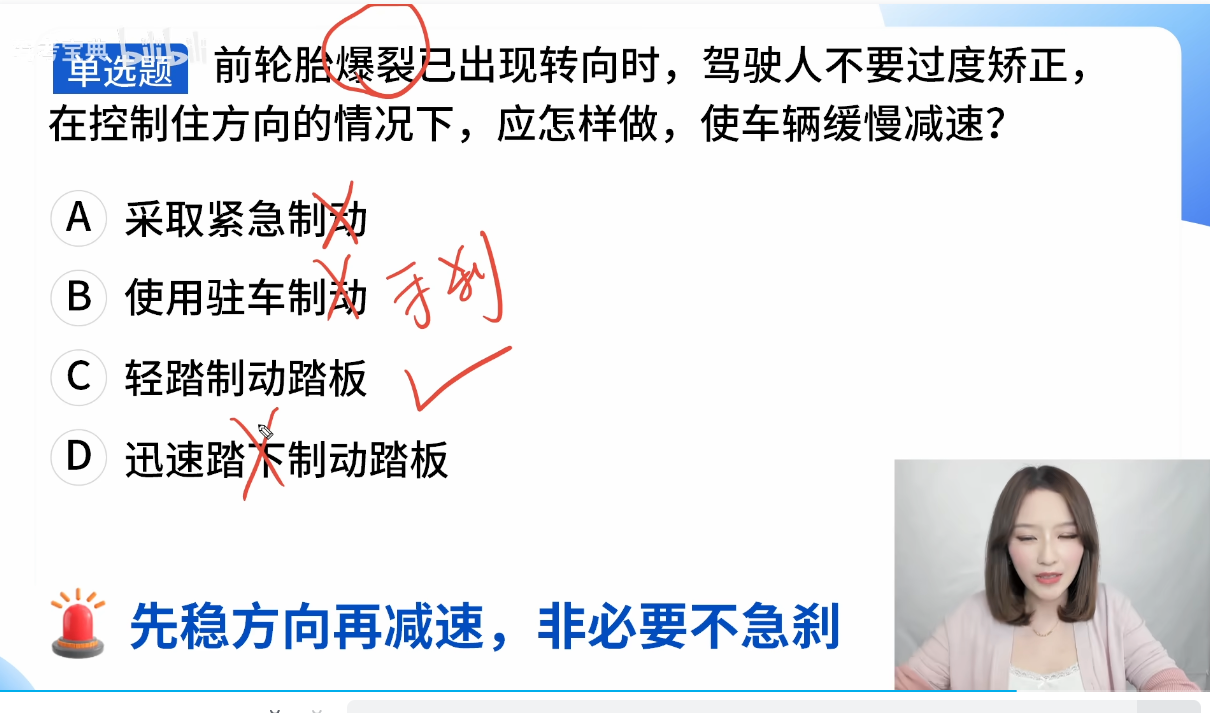 考宝典 bilibili
单选题 前轮胎爆裂已出现转向时，驾驶人不要过度矫正，
在控制住方向的情况下，应怎样做，使车辆缓慢减速？
A 采取紧急制动
B 使用驻车制动 手刹
C 轻踏制动踏板
D 迅速踏下制动踏板
先稳方向再减速，非必要不急刹